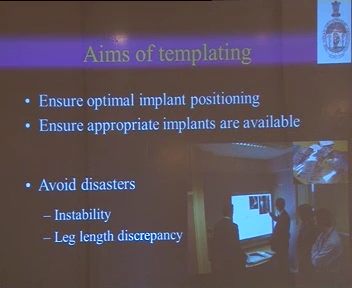 Aims of templating
• Ensure optimal implant positioning
• Ensure appropriate implants are available
• Avoid disasters
– Instability
– Leg length discrepancy